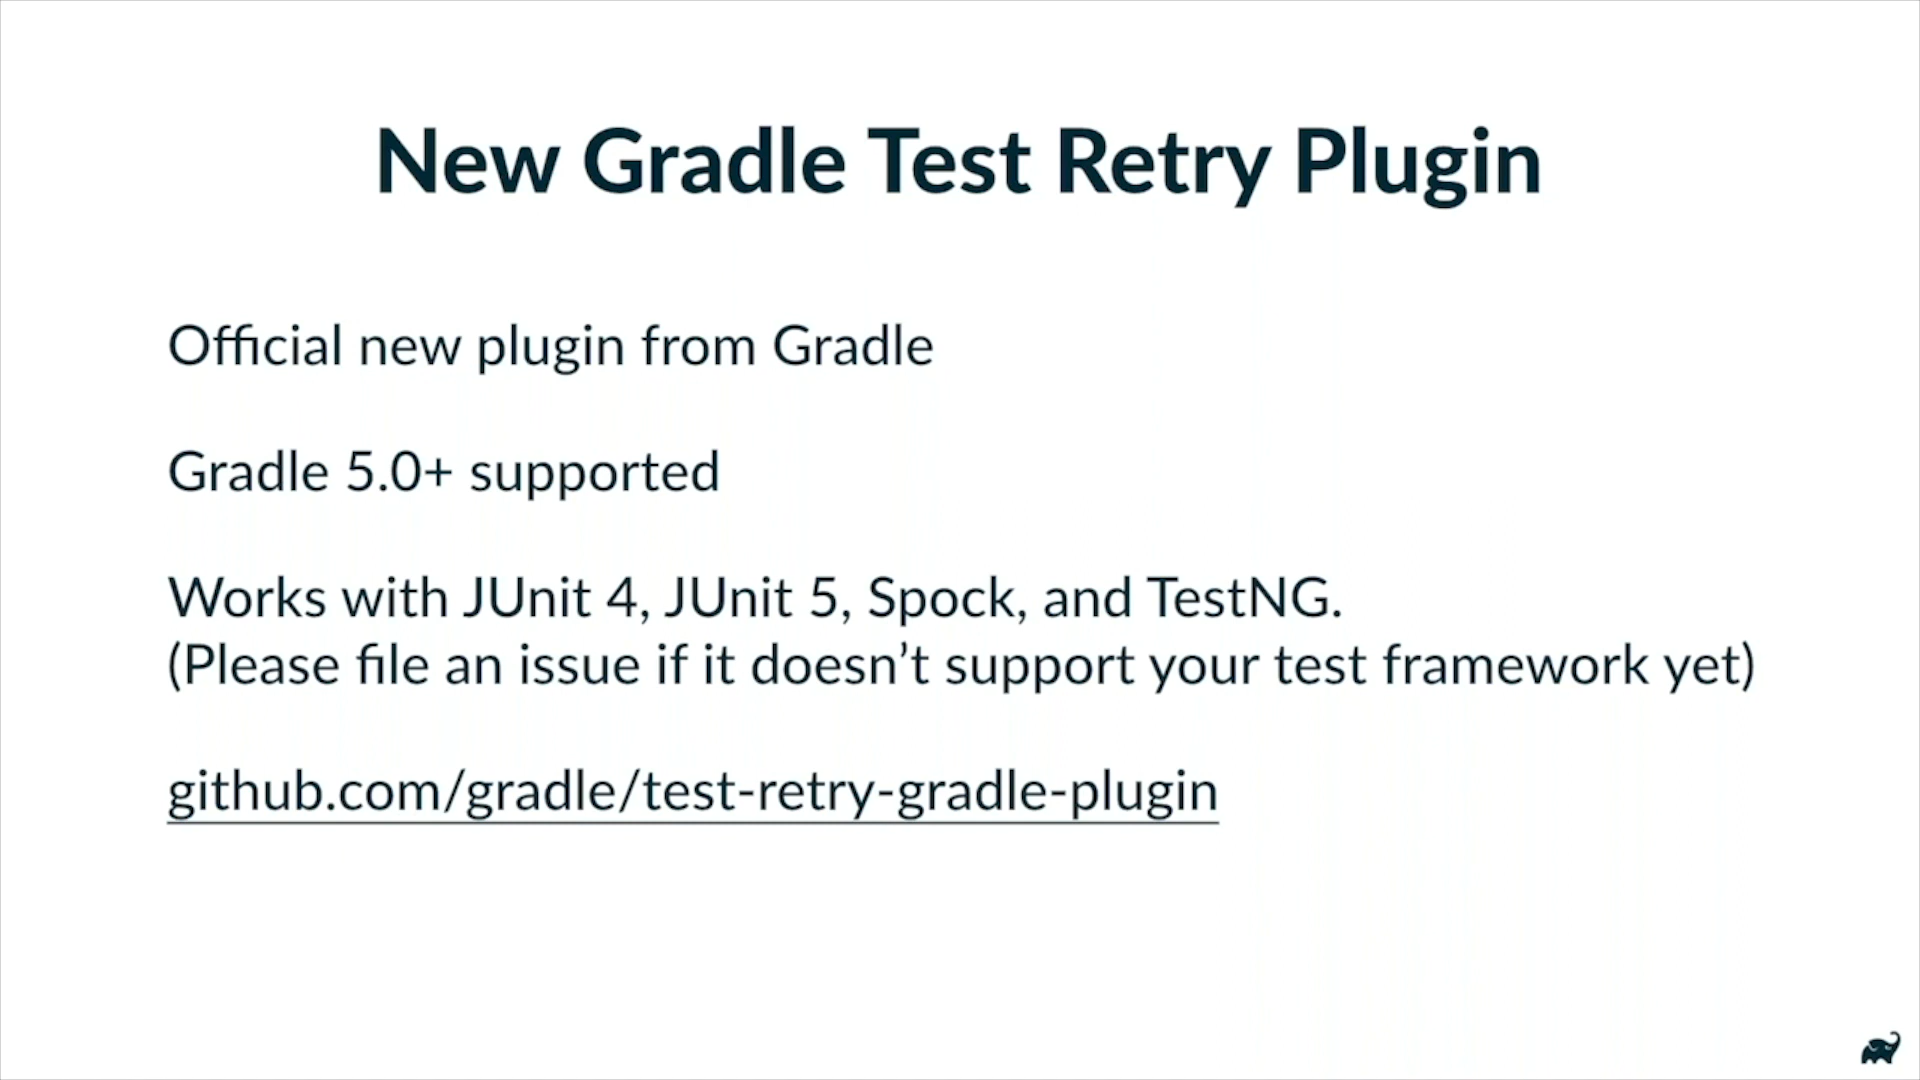 New Gradle Test Retry Plugin
Official new plugin from Gradle
Gradle 5.0+ supported
Works with JUnit 4, JUnit 5, Spock, and TestNG.
(Please file an issue if it doesn’t support your test framework yet)
github.com/gradle/test-retry-gradle-plugin